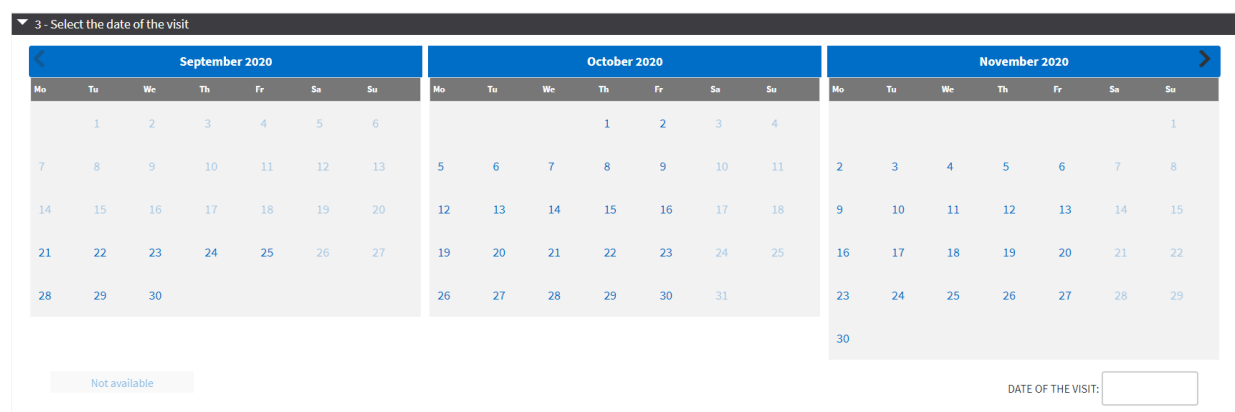 3 - Select the date of the visit
September 2020 October 2020 November 2020
Mo Tu We Th Fr Sa Su Mo Tu We Th Fr Sa Su Mo Tu We Th Fr Sa Su
1 2 3 4 5 6 1 2 3 4 1
7 8 9 10 11 12 13 5 6 7 8 9 10 11 2 3 4 5 6 7 8
14 15 16 17 18 19 20 12 13 14 15 16 17 18 9 10 11 12 13 14 15
21 22 23 24 25 26 27 19 20 21 22 23 24 25 16 17 18 19 20 21 22
28 29 30 26 27 28 29 30 31 23 24 25 26 27 28 29
30
Not available DATE OF THE VISIT: